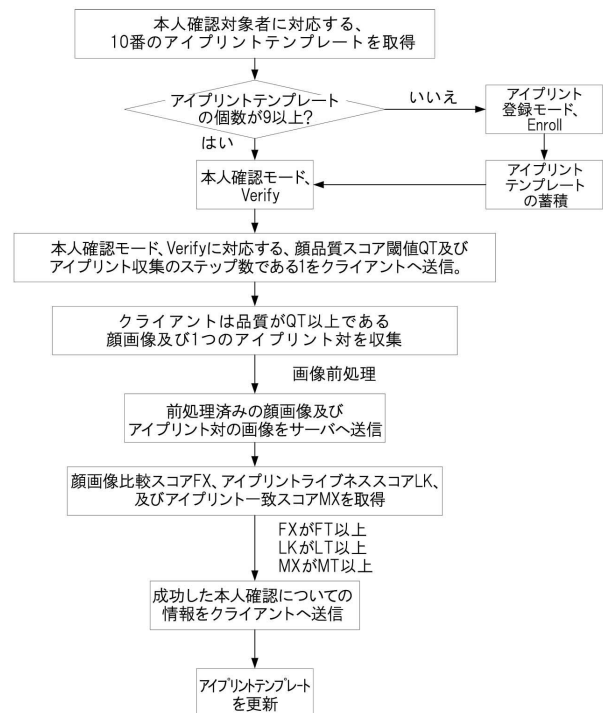 本人確認対象者に対応する、
10番のアイプリントテンプレートを取得
アイプリントテンプレート
の個数が9以上?
いいえ
はい
アイプリント
登録モード、
Enroll
アイプリント
テンプレート
の蓄積
本人確認モード、
Verify
本人確認モード、Verifyに対応する、顔品質スコア閾値QT及び
アイプリント収集のステップ数である1をクライアントへ送信。
クライアントは品質がQT以上である
顔画像及び1つのアイプリント対を収集
画像前処理
前処理済みの顔画像及び
アイプリント対の画像をサーバへ送信
顔画像比較スコアFX、アイプリントライブネススコアLK、
及びアイプリント一致スコアMXを取得
FXがFT以上
LKがLT以上
MXがMT以上
成功した本人確認についての
情報をクライアントへ送信
アイプリントテンプレート
を更新